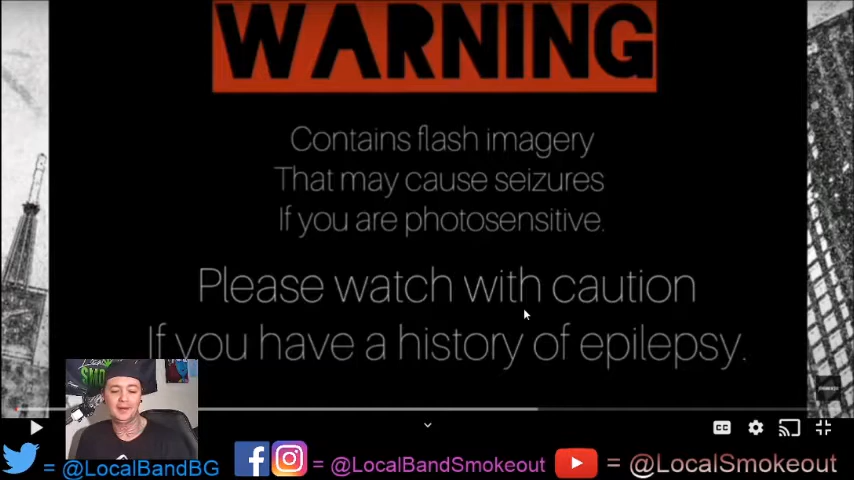 WARNING
Contains flash imagery
That may cause seizures
If you are photosensitive.
Please watch with caution
If you have a history of epilepsy.
CC
= @LocalBandBG
= @LocalBandSmokeout
= @LocalSmokeout